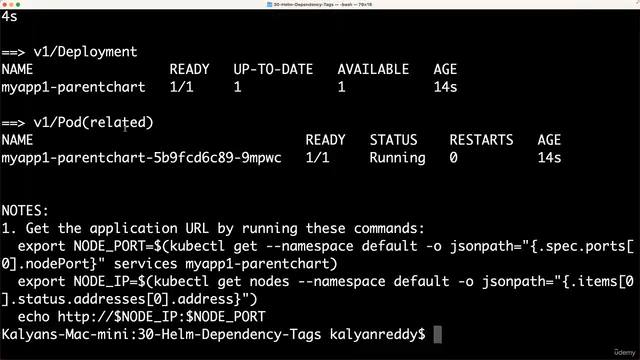 30-Helm-Dependency-Tags — -bash — 79×18
4s
==> v1/Deployment
NAME READY UP-TO-DATE AVAILABLE AGE
myapp1-parentchart 1/1 1 1 14s
==> v1/Pod(related)
NAME READY STATUS RESTARTS AGE
myapp1-parentchart-5b9fcd6c89-9mpwc 1/1 Running 0 14s
NOTES:
1. Get the application URL by running these commands:
export NODE_PORT=$(kubectl get --namespace default -o jsonpath="{.spec.ports[
0].nodePort}" services myapp1-parentchart)
export NODE_IP=$(kubectl get nodes --namespace default -o jsonpath="{.items[0
].status.addresses[0].address}")
echo http://$NODE_IP:$NODE_PORT
Kalyans-Mac-mini:30-Helm-Dependency-Tags kalyanreddy$
udemy